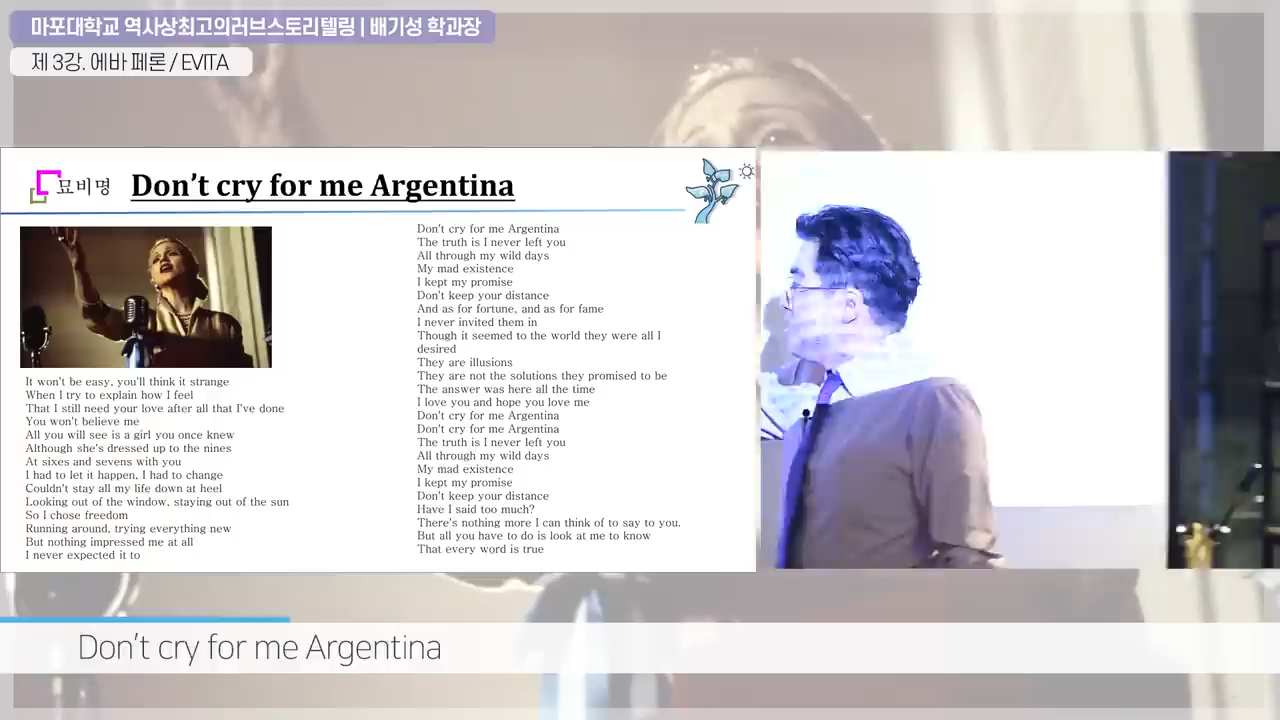 마포대학교 역사상최고의러브스토리텔링 | 배기성 학과장
제 3강. 에바 페론 / EVITA
묘비명 Don't cry for me Argentina
It won't be easy, you'll think it strange
When I try to explain how I feel
That I still need your love after all that I've done
You won't believe me
All you will see is a girl you once knew
Although she's dressed up to the nines
At sixes and sevens with you
I had to let it happen, I had to change
Couldn't stay all my life down at heel
Looking out of the window, staying out of the sun
So I chose freedom
Running around, trying everything new
But nothing impressed me at all
I never expected it to
Don't cry for me Argentina
The truth is I never left you
All through my wild days
My mad existence
I kept my promise
Don't keep your distance
And as for fortune, and as for fame
I never invited them in
Though it seemed to the world they were all I
desired
They are illusions
They are not the solutions they promised to be
The answer was here all the time
I love you and hope you love me
Don't cry for me Argentina
Don't cry for me Argentina
The truth is I never left you
All through my wild days
My mad existence
I kept my promise
Don't keep your distance
Have I said too much?
There's nothing more I can think of to say to you.
But all you have to do is look at me to know
That every word is true
Don't cry for me Argentina